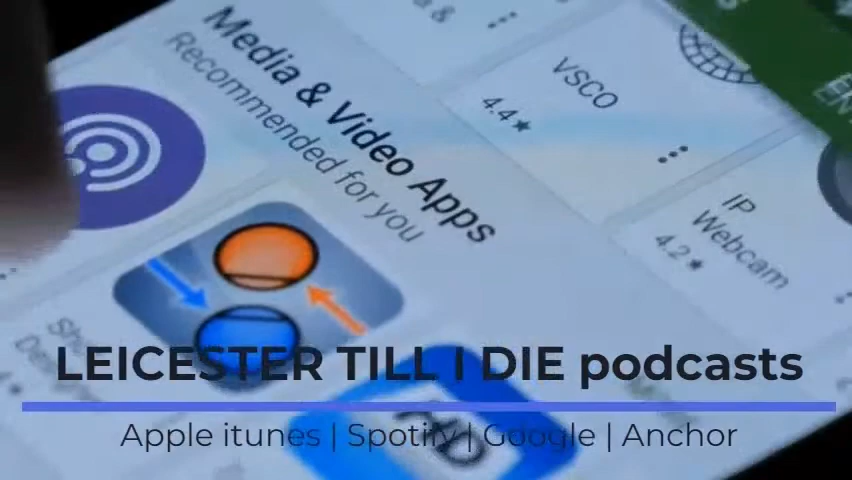 Media & Video Apps
Recommended for you
VSCO
4.4★
IP
Webcam
4.2★
EN
LEICESTER TILL I DIE podcasts
Apple itunes | Spotify | Google | Anchor